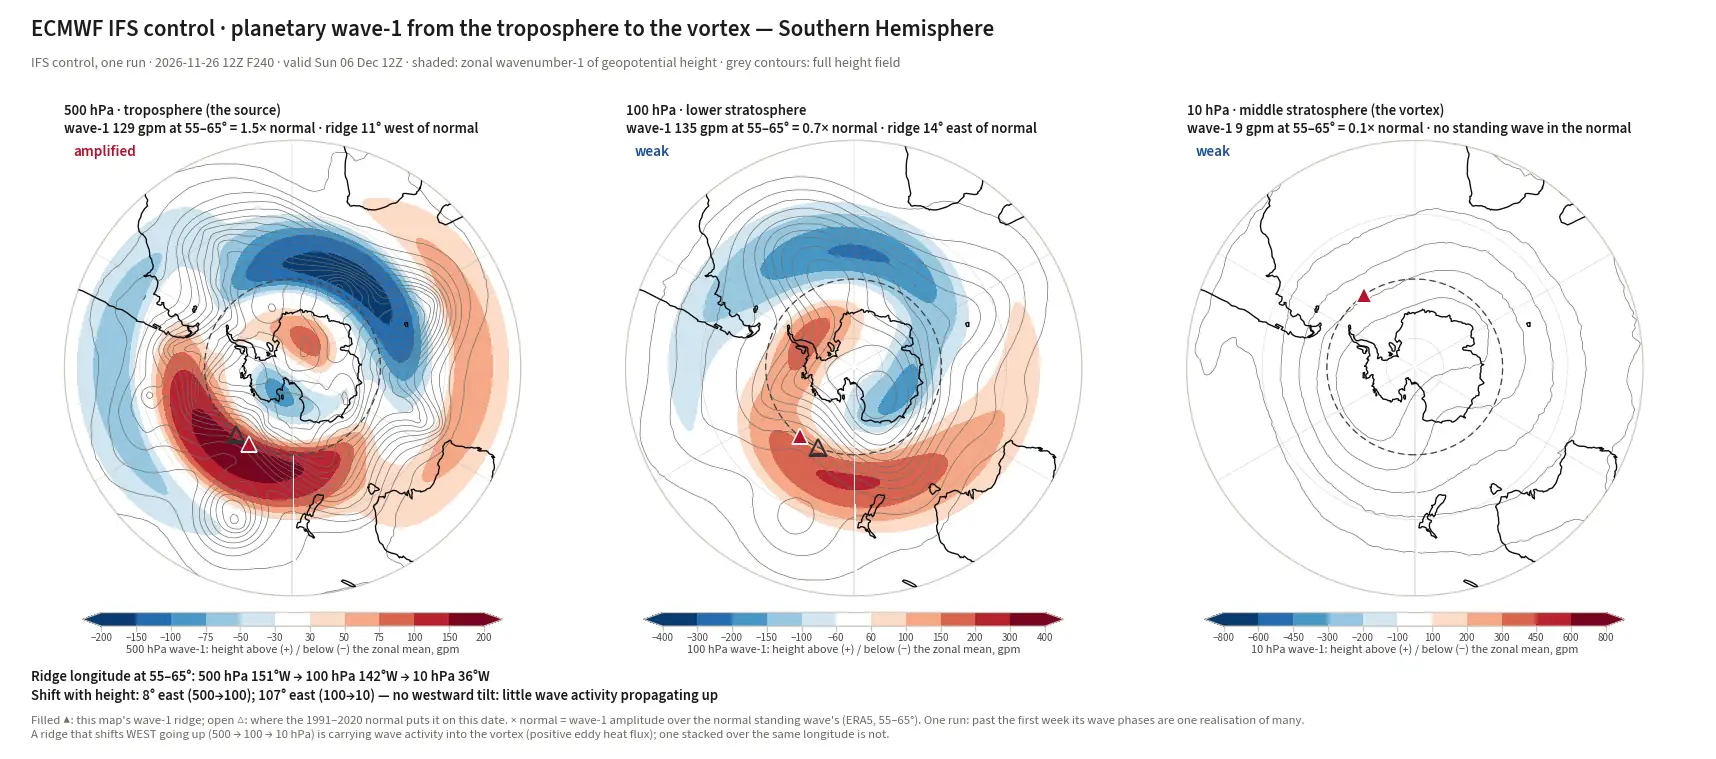 ECMWF IFS control · planetary wave-1 from the troposphere to the vortex — Southern Hemisphere
IFS control, one run · 2026-11-26 12Z F240 · valid Sun 06 Dec 12Z · shaded: zonal wavenumber-1 of geopotential height · grey contours: full height field
500 hPa · troposphere (the source)
wave-1 129 gpm at 55–65° = 1.5× normal · ridge 11° west of normal
amplified
100 hPa · lower stratosphere
wave-1 135 gpm at 55–65° = 0.7× normal · ridge 14° east of normal
weak
10 hPa · middle stratosphere (the vortex)
wave-1 9 gpm at 55–65° = 0.1× normal · no standing wave in the normal
weak
−200 −150 −100 −75 −50 −30 30 50 75 100 150 200
500 hPa wave-1: height above (+) / below (−) the zonal mean, gpm
−400 −300 −200 −150 −100 −60 60 100 150 200 300 400
100 hPa wave-1: height above (+) / below (−) the zonal mean, gpm
−800 −600 −450 −300 −200 −100 100 200 300 450 600 800
10 hPa wave-1: height above (+) / below (−) the zonal mean, gpm
Ridge longitude at 55–65°: 500 hPa 151°W → 100 hPa 142°W → 10 hPa 36°W
Shift with height: 8° east (500→100); 107° east (100→10) — no westward tilt: little wave activity propagating up
Filled ▲: this map's wave-1 ridge; open △: where the 1991–2020 normal puts it on this date. × normal = wave-1 amplitude over the normal standing wave's (ERA5, 55–65°). One run: past the first week its wave phases are one realisation of many.
A ridge that shifts WEST going up (500 → 100 → 10 hPa) is carrying wave activity into the vortex (positive eddy heat flux); one stacked over the same longitude is not.